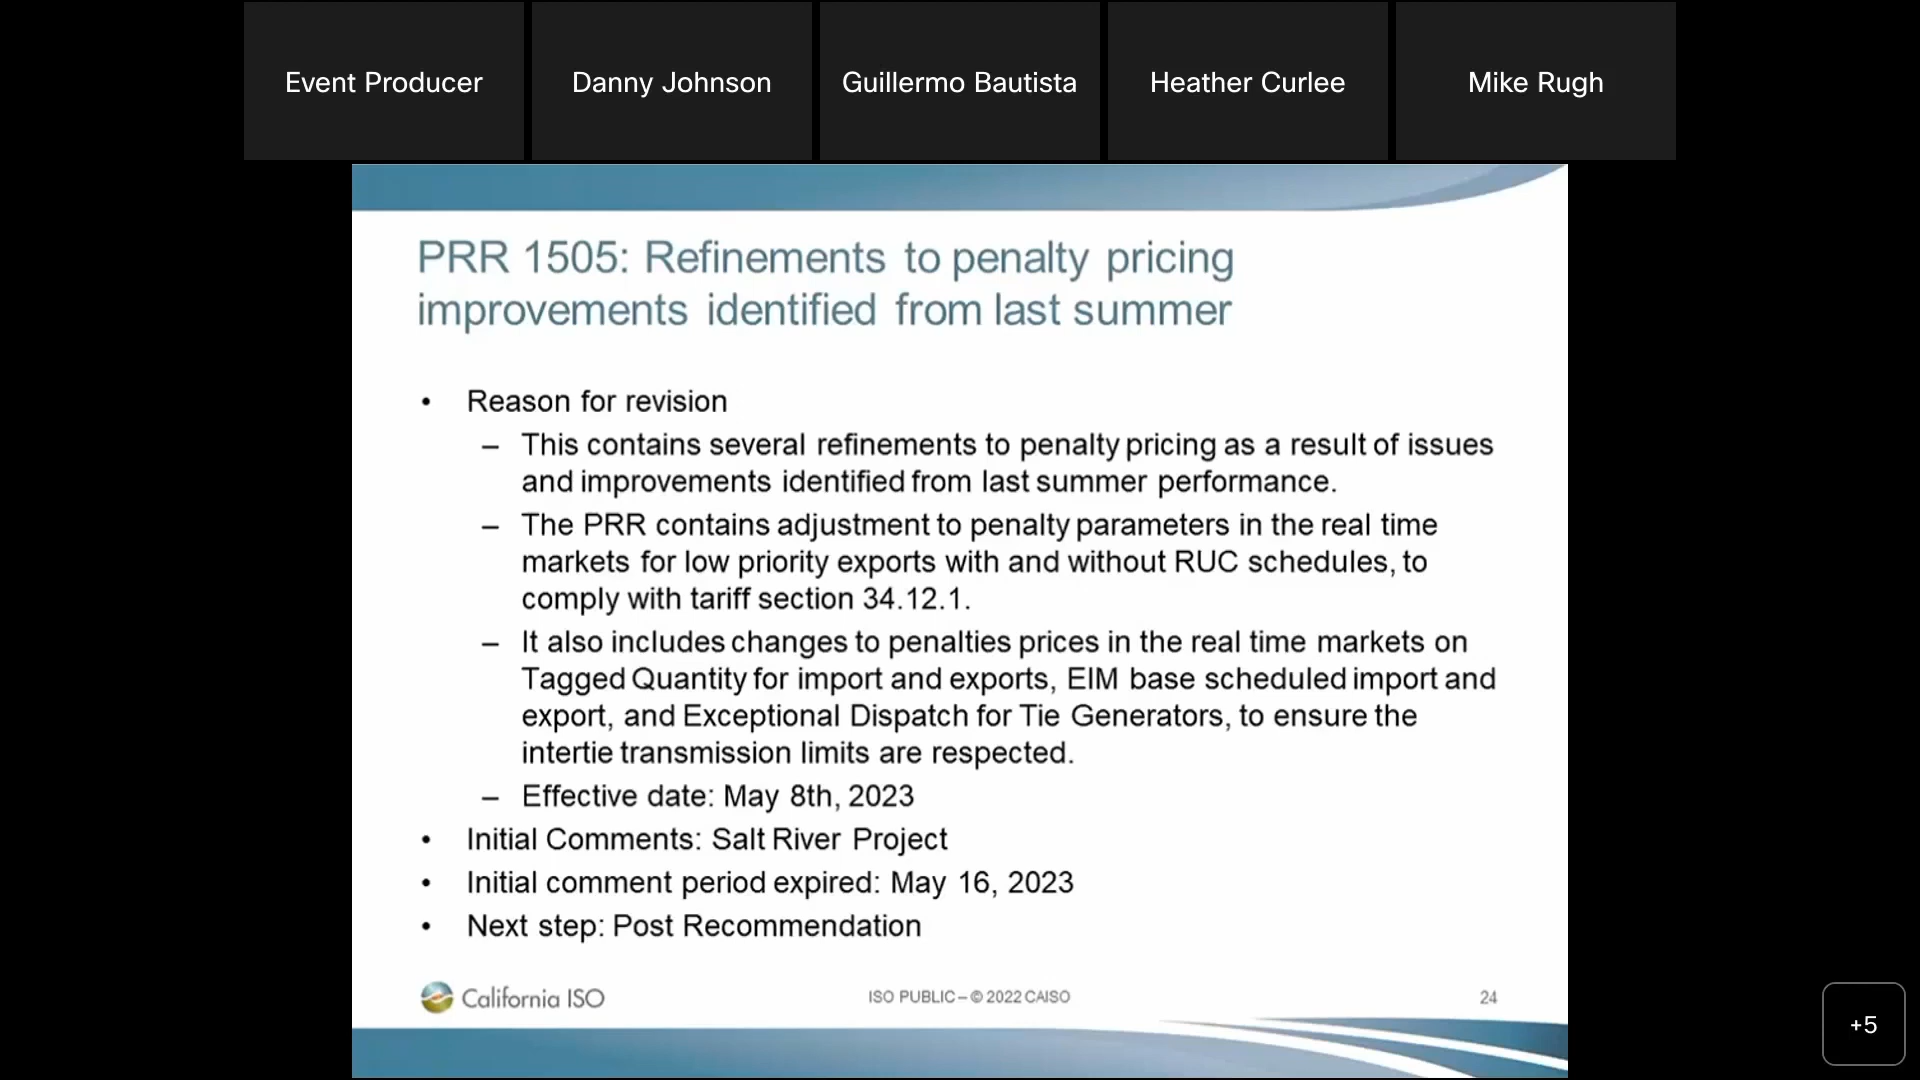 Event Producer
Danny Johnson
Guillermo Bautista
Heather Curlee
Mike Rugh
PRR 1505: Refinements to penalty pricing
improvements identified from last summer
• Reason for revision
– This contains several refinements to penalty pricing as a result of issues
and improvements identified from last summer performance.
– The PRR contains adjustment to penalty parameters in the real time
markets for low priority exports with and without RUC schedules, to
comply with tariff section 34.12.1.
– It also includes changes to penalties prices in the real time markets on
Tagged Quantity for import and exports, EIM base scheduled import and
export, and Exceptional Dispatch for Tie Generators, to ensure the
intertie transmission limits are respected.
– Effective date: May 8th, 2023
• Initial Comments: Salt River Project
• Initial comment period expired: May 16, 2023
• Next step: Post Recommendation
California ISO
ISO PUBLIC – © 2022 CAISO
24
+5